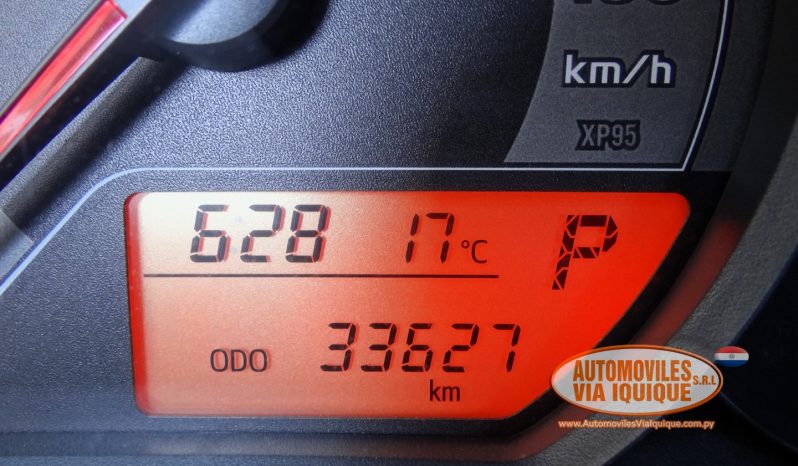 km/h
XP95
628 17 °C P
ODO 33627
km
AUTOMOVILES
VIA IQUIQUE S.R.L
www.AutomovilesViaIquique.com.py